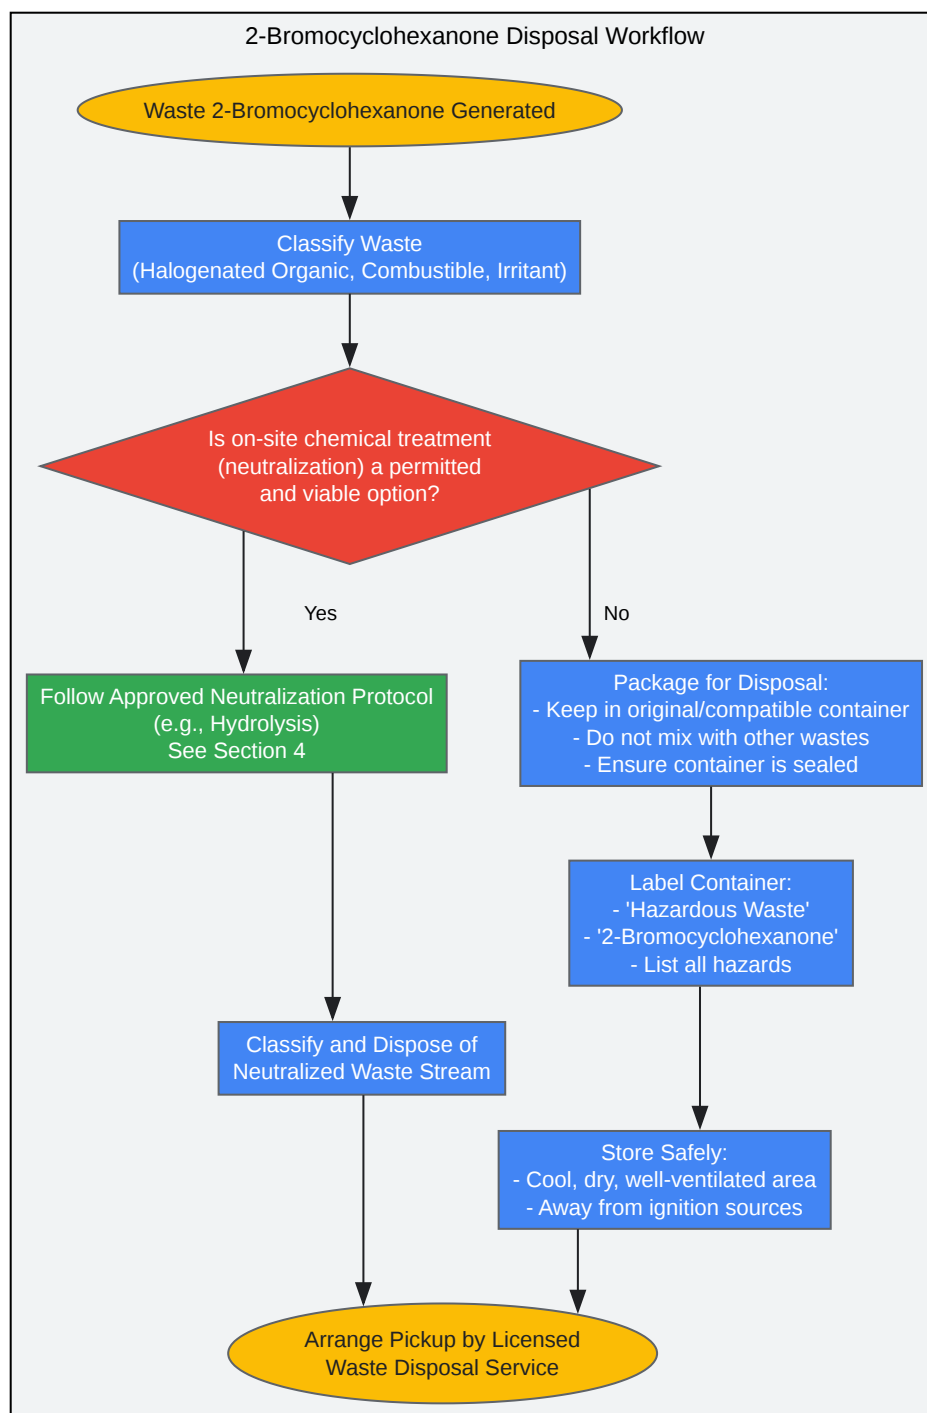 2-Bromocyclohexanone Disposal Workflow
Waste 2-Bromocyclohexanone Generated
Classify Waste
(Halogenated Organic, Combustible, Irritant)
Is on-site chemical treatment
(neutralization) a permitted
and viable option?
Yes
No
Follow Approved Neutralization Protocol
(e.g., Hydrolysis)
See Section 4
Package for Disposal:
- Keep in original/compatible container
- Do not mix with other wastes
- Ensure container is sealed
Label Container:
- 'Hazardous Waste'
- '2-Bromocyclohexanone'
- List all hazards
Classify and Dispose of
Neutralized Waste Stream
Store Safely:
- Cool, dry, well-ventilated area
- Away from ignition sources
Arrange Pickup by Licensed
Waste Disposal Service